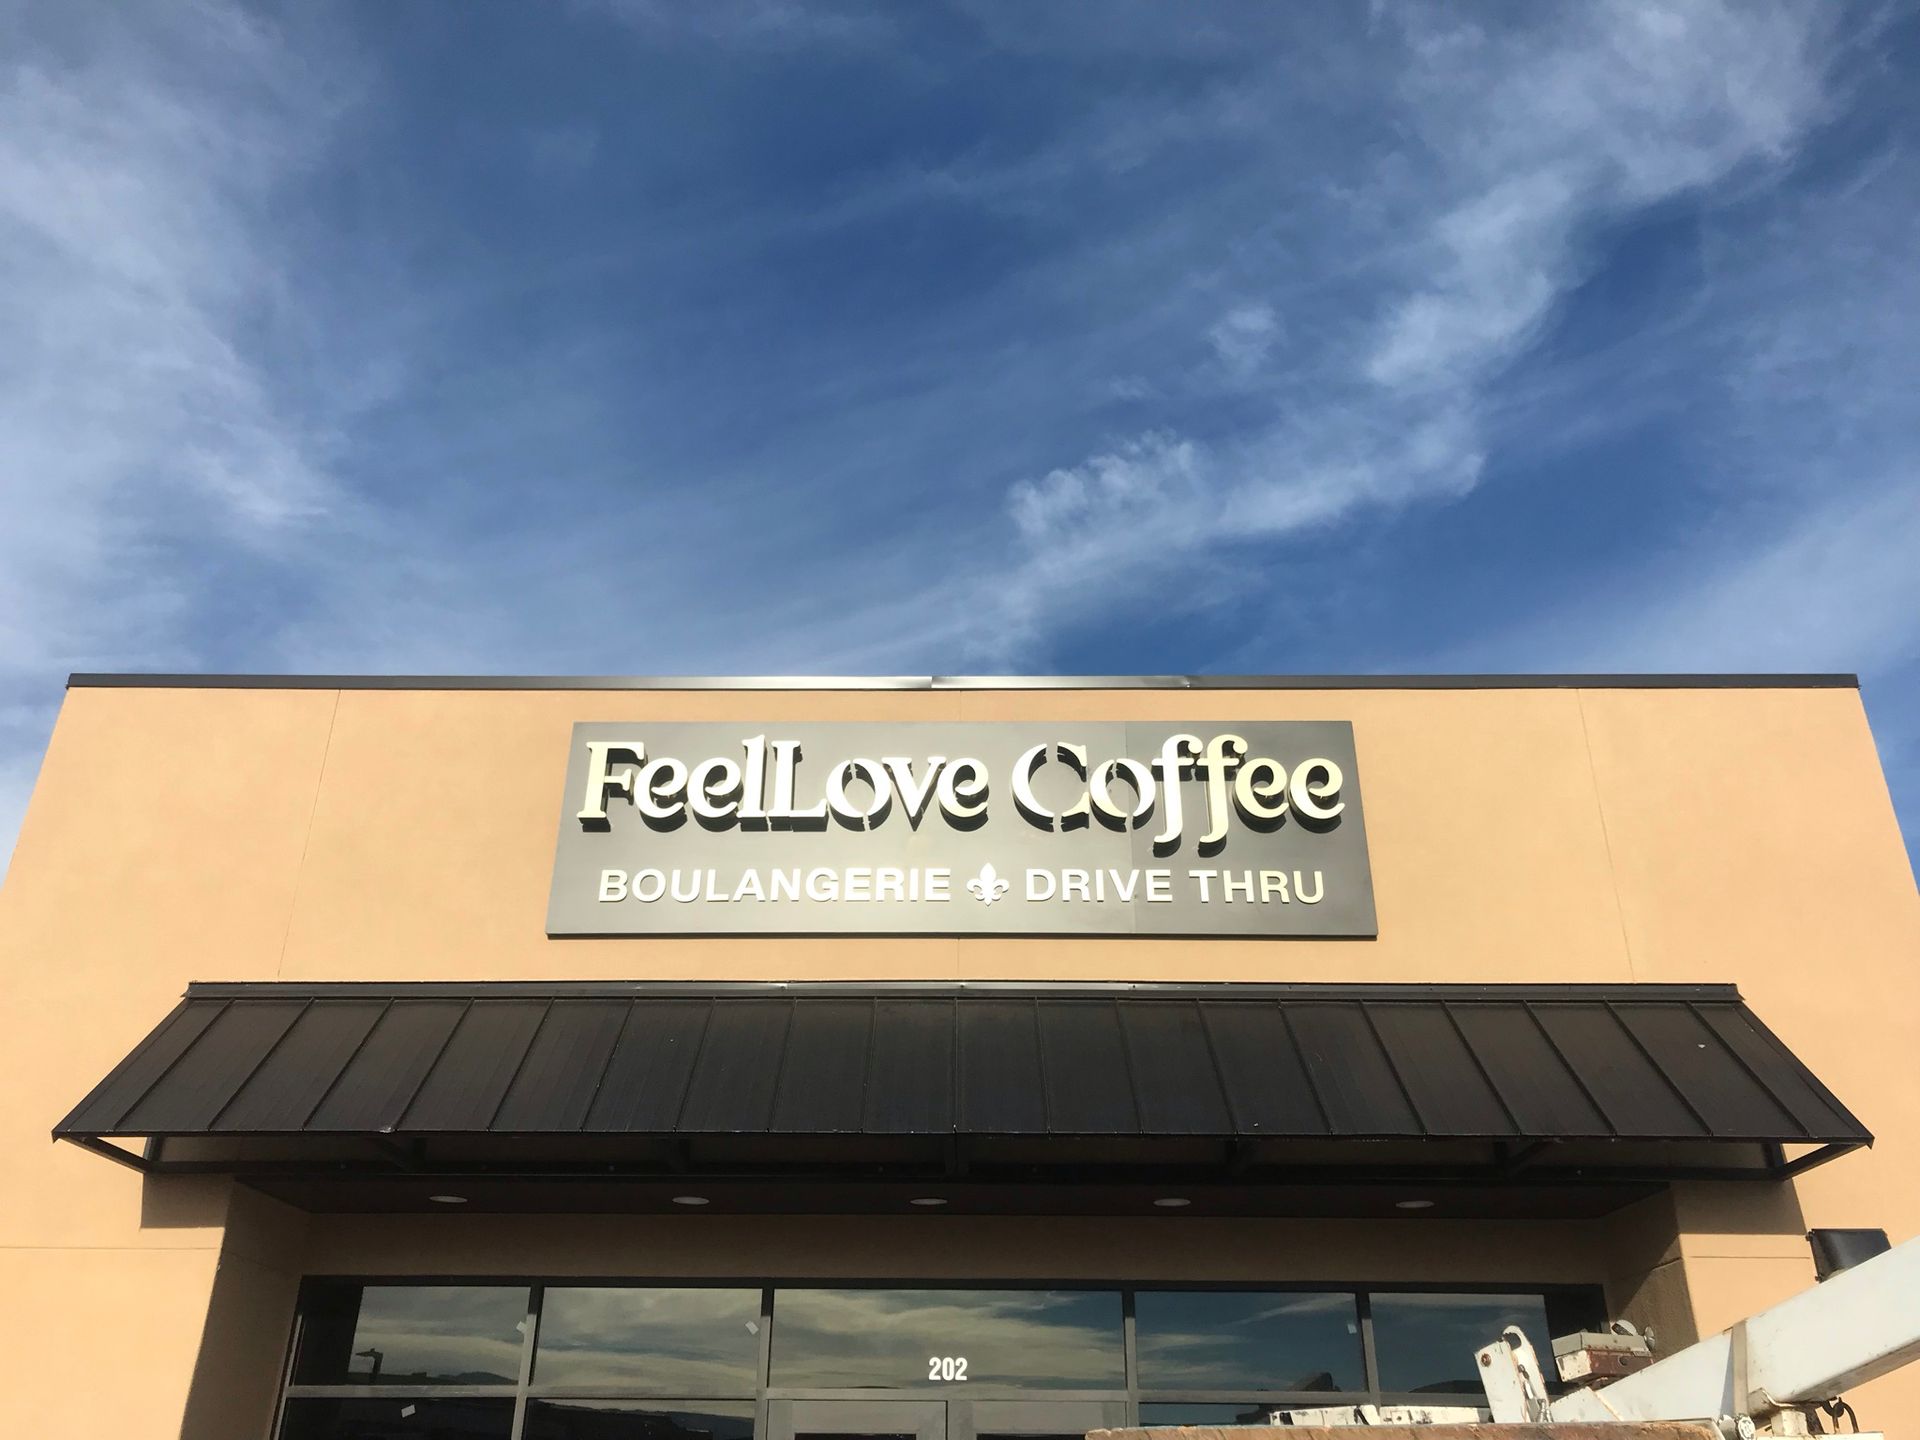 FeelLove Coffee
BOULANGERIE ⚜ DRIVE THRU
202